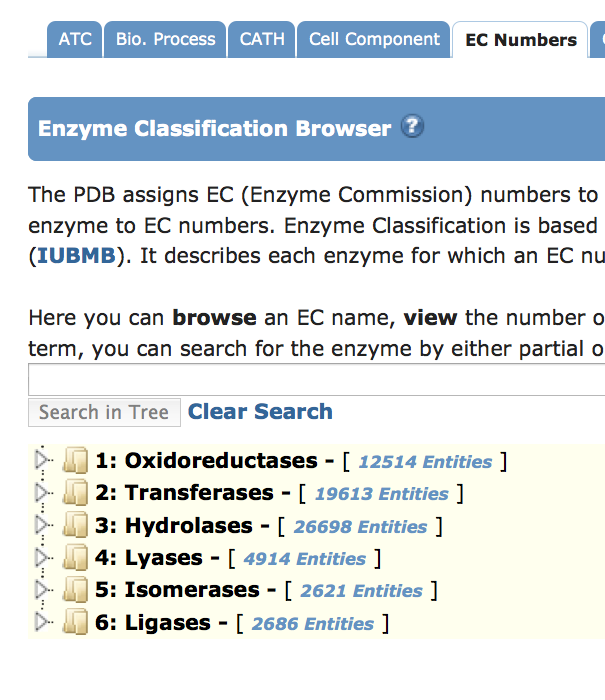 ATC Bio. Process CATH Cell Component EC Numbers
Enzyme Classification Browser ?
The PDB assigns EC (Enzyme Commission) numbers to
enzyme to EC numbers. Enzyme Classification is based
(IUBMB). It describes each enzyme for which an EC nu
Here you can browse an EC name, view the number o
term, you can search for the enzyme by either partial o
Search in Tree Clear Search
1: Oxidoreductases - [ 12514 Entities ]
2: Transferases - [ 19613 Entities ]
3: Hydrolases - [ 26698 Entities ]
4: Lyases - [ 4914 Entities ]
5: Isomerases - [ 2621 Entities ]
6: Ligases - [ 2686 Entities ]